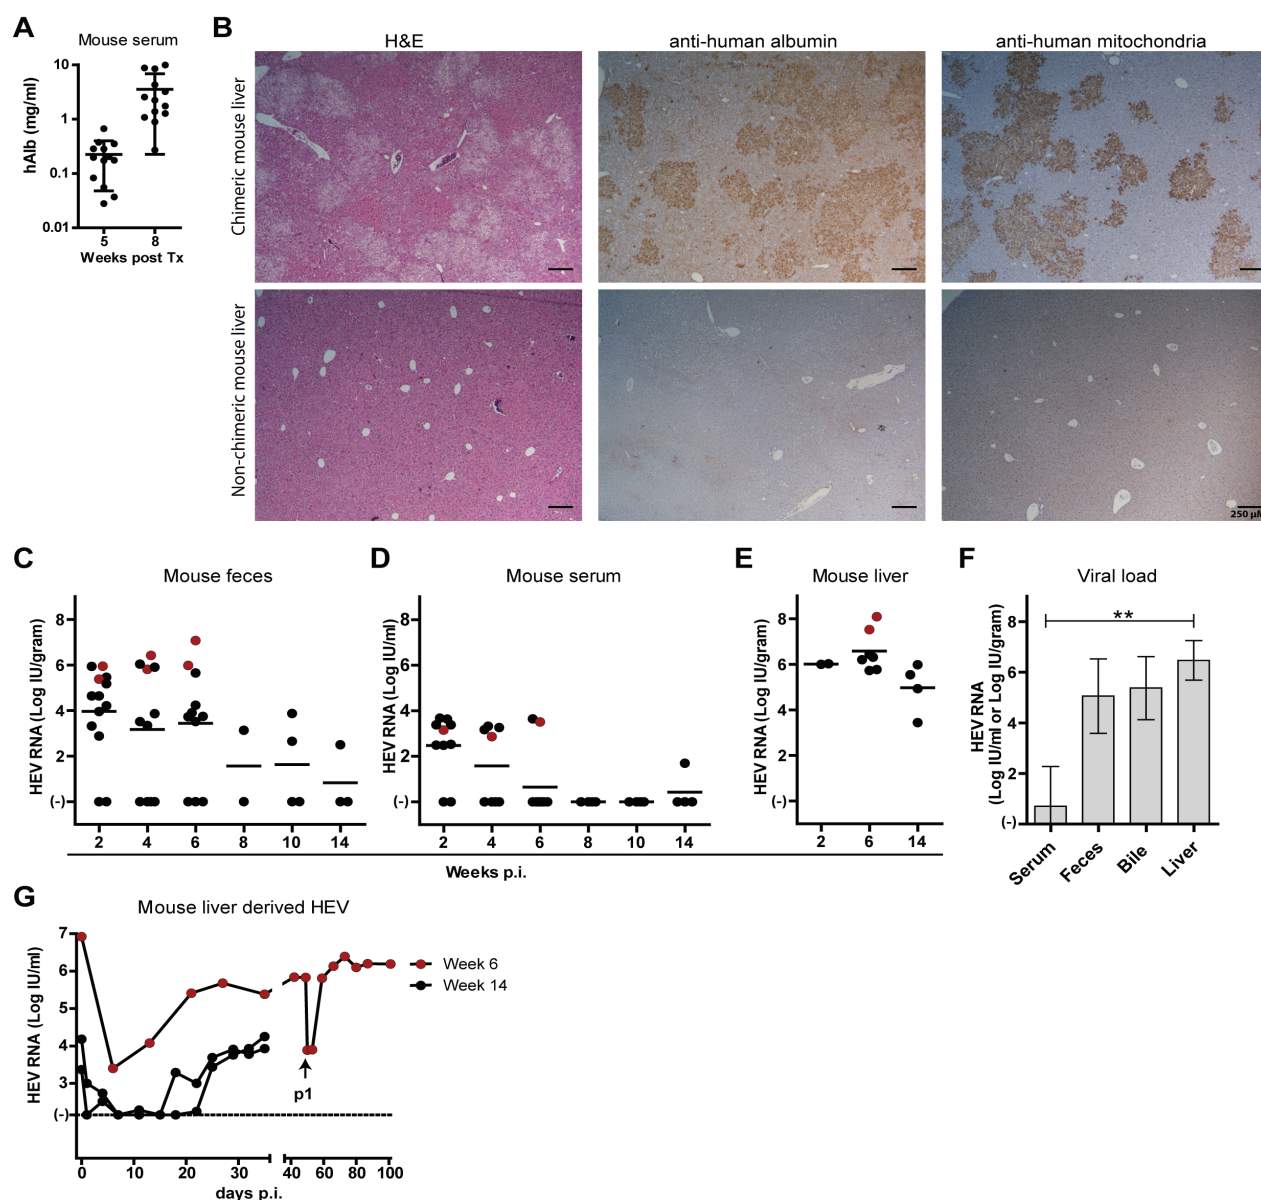 A
Mouse serum
hAlb (mg/ml)
10
1
0.1
0.01
5
8
Weeks post Tx
B
H&E
anti-human albumin
anti-human mitochondria
Chimeric mouse liver
Non-chimeric mouse liver
250 µM
C
Mouse feces
HEV RNA (Log IU/gram)
8
6
4
2
(-)
2
4
6
8
10
14
D
Mouse serum
HEV RNA (Log IU/ml)
8
6
4
2
(-)
2
4
6
8
10
14
E
Mouse liver
HEV RNA (Log IU/gram)
8
6
4
2
(-)
2
6
14
Weeks p.i.
F
Viral load
HEV RNA
(Log IU/ml or Log IU/gram)
8
6
4
2
(-)
**
Serum
Feces
Bile
Liver
G
Mouse liver derived HEV
HEV RNA (Log IU/ml)
7
6
5
4
3
(-)
Week 6
Week 14
p1
0
10
20
30
40
60
80
100
days p.i.